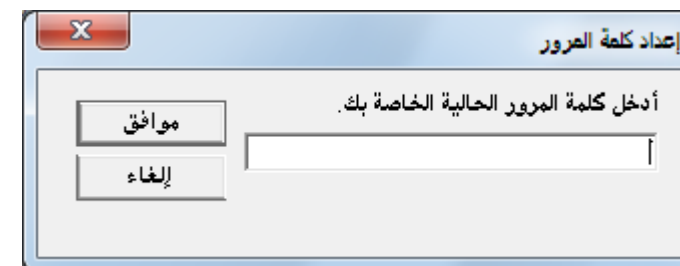 إعداد كلمة المرور
أدخل كلمة المرور الحالية الخاصة بك.
موافق
إلغاء